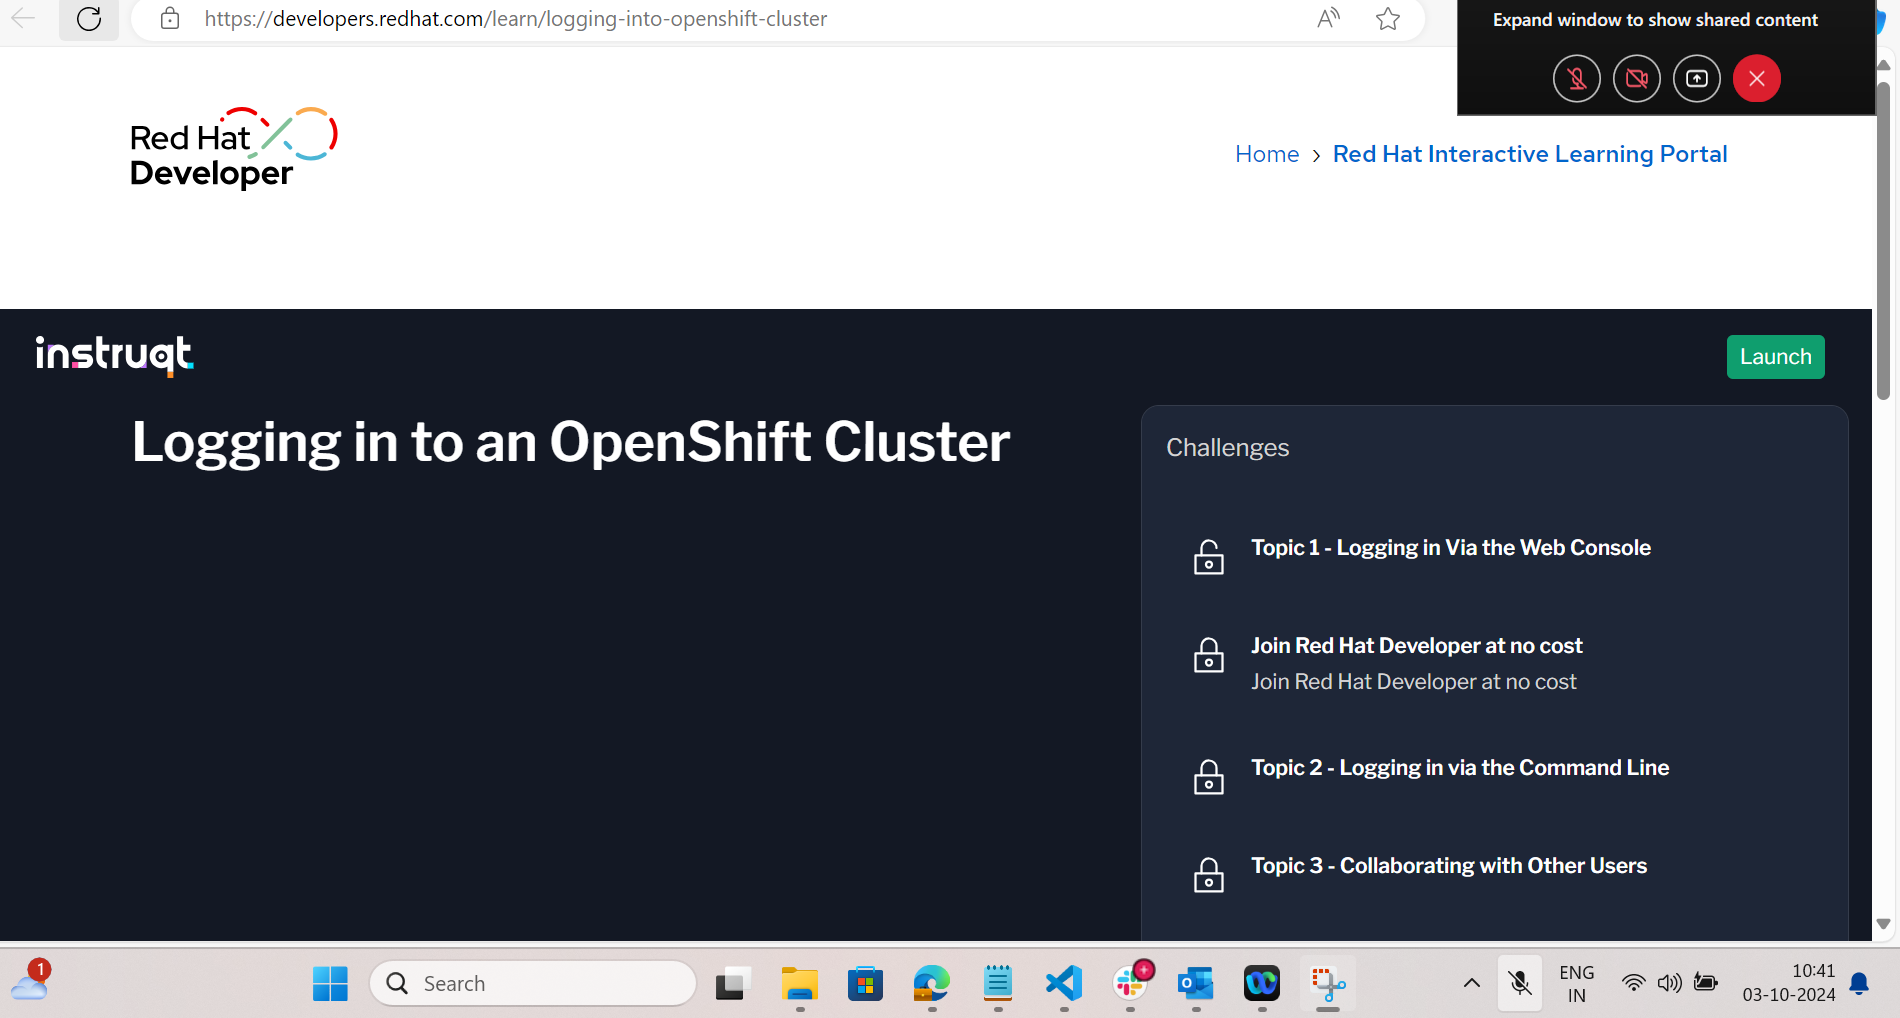 https://developers.redhat.com/learn/logging-into-openshift-cluster
Expand window to show shared content
Red Hat
Developer
Home > Red Hat Interactive Learning Portal
instruqt
Launch
Logging in to an OpenShift Cluster
Challenges
Topic 1 - Logging in Via the Web Console
Join Red Hat Developer at no cost
Join Red Hat Developer at no cost
Topic 2 - Logging in via the Command Line
Topic 3 - Collaborating with Other Users
1
Search
ENG
IN
10:41
03-10-2024